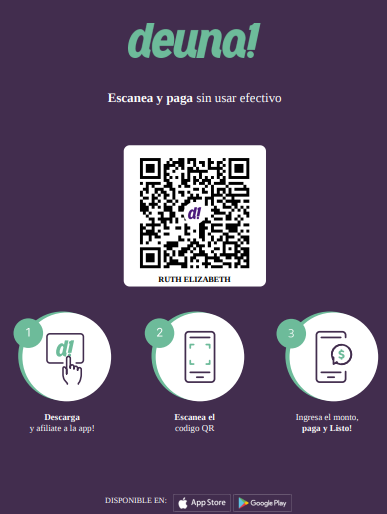 deuna!
Escanea y paga sin usar efectivo
d!
RUTH ELIZABETH
1
d!
2
3
$
Descarga
y afiliate a la app!
Escanea el
codigo QR
Ingresa el monto,
paga y Listo!
DISPONIBLE EN:
App Store
Google Play